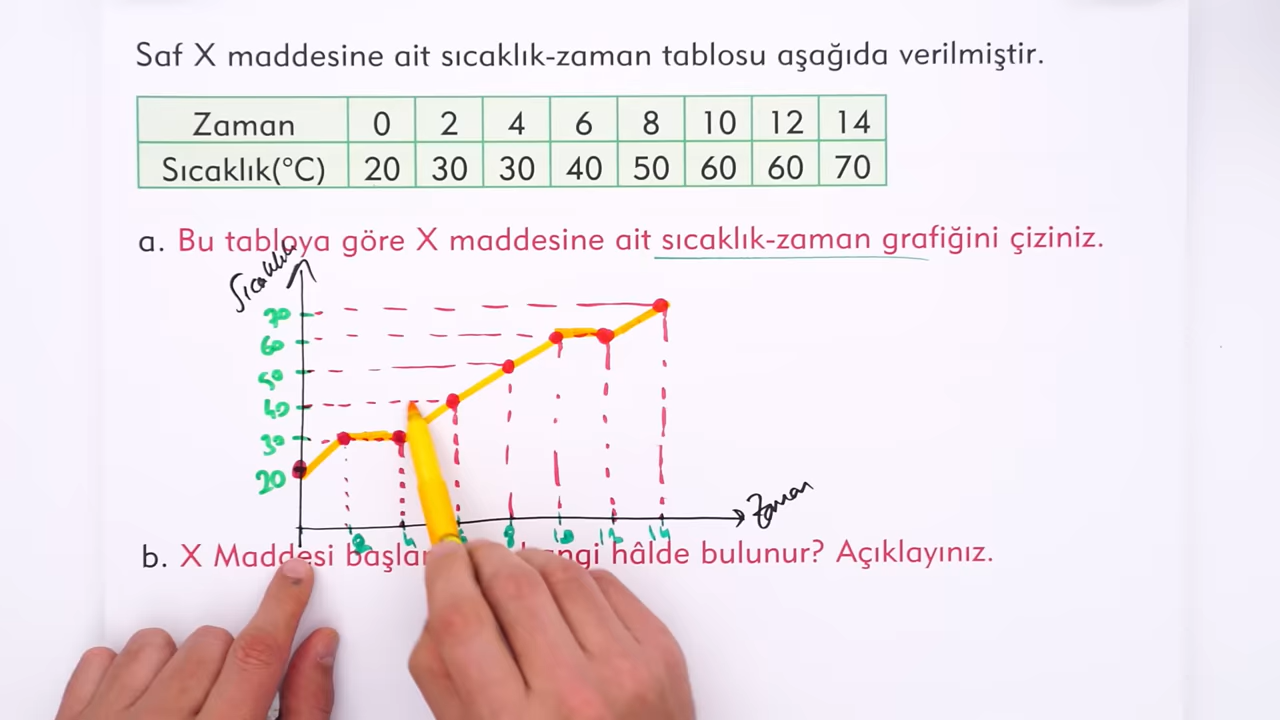 Saf X maddesine ait sıcaklık-zaman tablosu aşağıda verilmiştir.
Zaman 0 2 4 6 8 10 12 14
Sıcaklık(°C) 20 30 30 40 50 60 60 70
a. Bu tabloya göre X maddesine ait sıcaklık-zaman grafiğini çiziniz.
Sıcaklık
70
60
50
40
30
20
Zaman
2 4 8 10 12 14
b. X Maddesi hâlde bulunur? Açıklayınız.